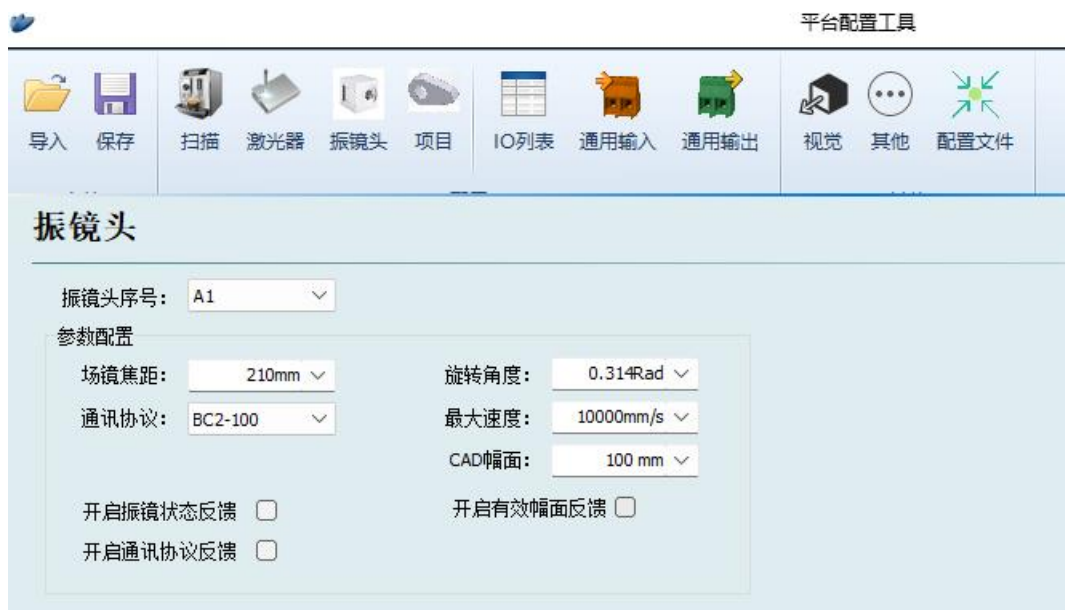 平台配置工具
导入 保存 扫描 激光器 振镜头 项目 IO列表 通用输入 通用输出 视觉 其他 配置文件
振镜头
振镜头序号： A1
参数配置
场镜焦距： 210mm 旋转角度： 0.314Rad
通讯协议： BC2-100 最大速度： 10000mm/s
CAD幅面： 100 mm
开启振镜状态反馈 开启有效幅面反馈
开启通讯协议反馈